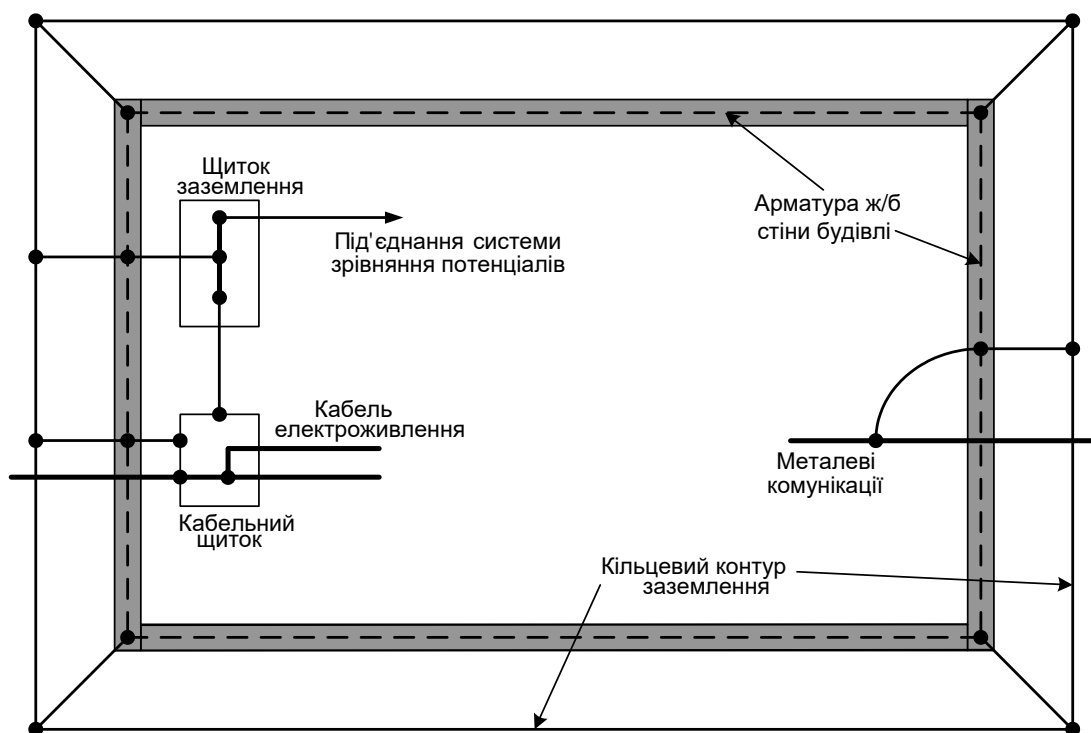 Щиток
заземлення
Під'єднання системи
зрівняння потенціалів
Арматура ж/б
стіни будівлі
Кабель
електроживлення
Металеві
комунікації
Кабельний
щиток
Кільцевий контур
заземлення